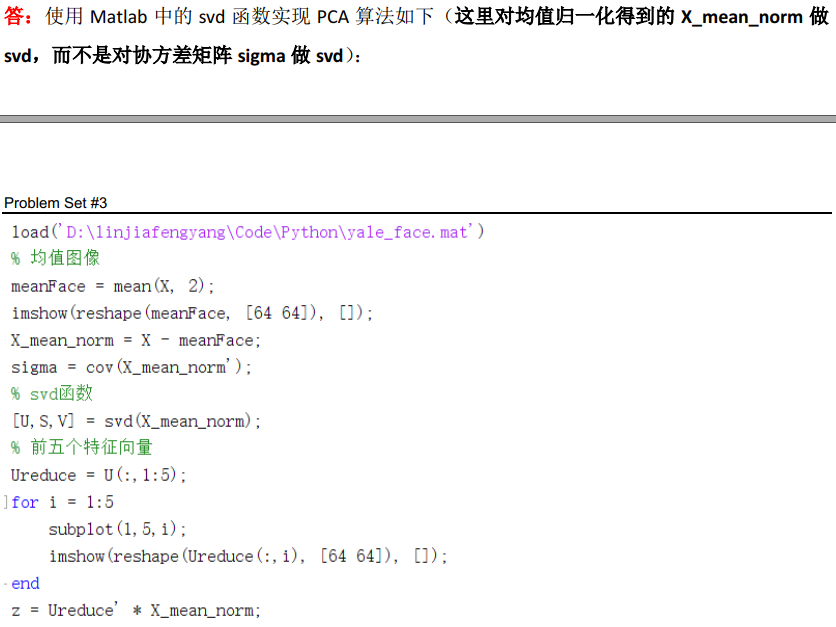 答：使用 Matlab 中的 svd 函数实现 PCA 算法如下（这里对均值归一化得到的 X_mean_norm 做
svd，而不是对协方差矩阵 sigma 做 svd）：
Problem Set #3
load('D:\linjiafengyang\Code\Python\yale_face.mat')
% 均值图像
meanFace = mean(X, 2);
imshow(reshape(meanFace, [64 64]), []);
X_mean_norm = X - meanFace;
sigma = cov(X_mean_norm');
% svd函数
[U,S,V] = svd(X_mean_norm);
% 前五个特征向量
Ureduce = U(:,1:5);
for i = 1:5
    subplot(1,5,i);
    imshow(reshape(Ureduce(:,i), [64 64]), []);
end
z = Ureduce' * X_mean_norm;